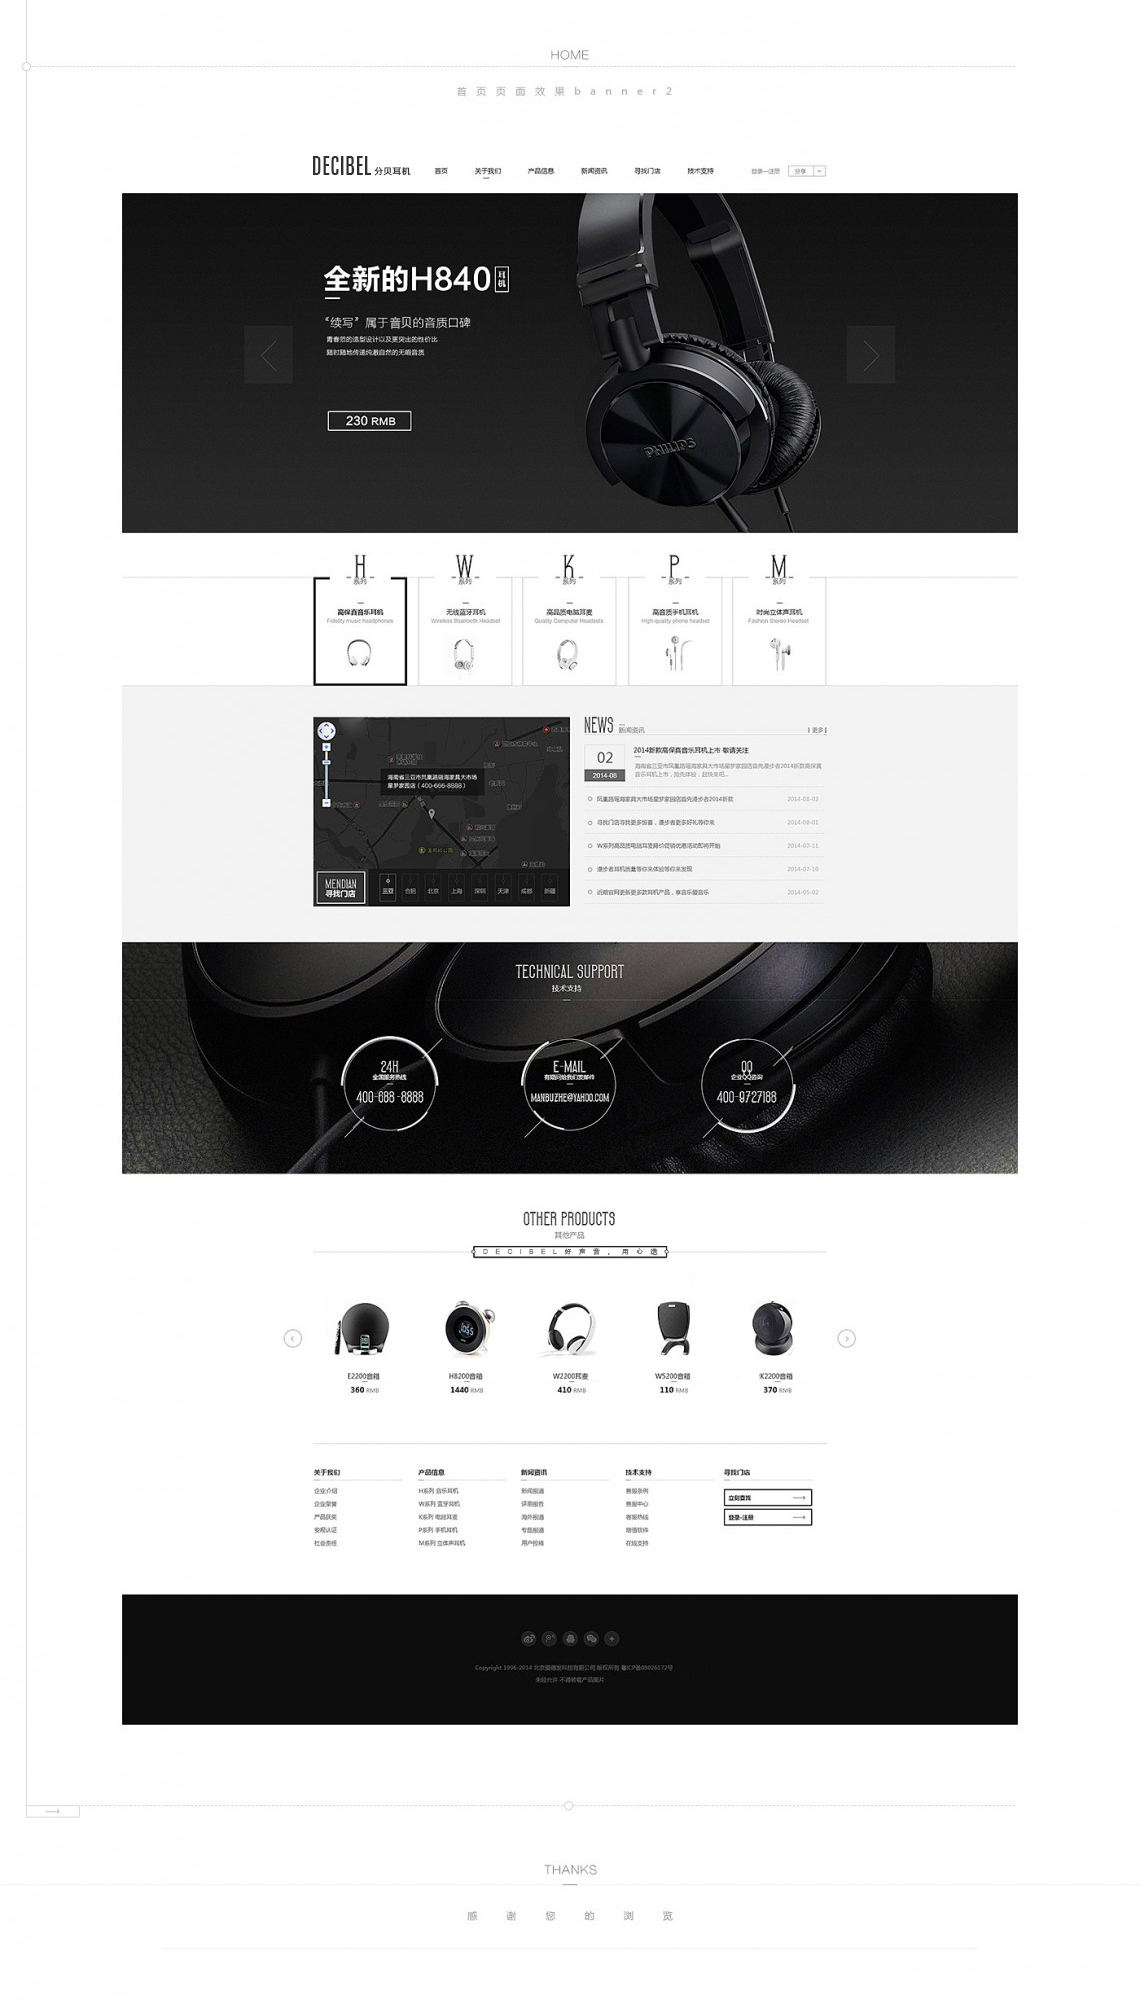 HOME
首页页面效果banner2
DECIBEL 分贝耳机
首页 关于我们 产品信息 新闻资讯 寻找门店 技术支持 登录—注册 分享
全新的H840 耳机
“续写”属于音贝的音质口碑
青春范的造型设计以及更突出的性价比
随时随地传递纯澈自然的无暇音质
230 RMB
PHILIPS
H W K P M
系列 系列 系列 系列 系列
高保真音乐耳机 无线蓝牙耳机 高品质电脑耳麦 高音质手机耳机 时尚立体声耳机
Fidelity music headphones Wireless Bluetooth Headset Quality Computer Headsets High-quality phone headset Fashion Stereo Headset
海南省三亚市凤凰路瑶海家具大市场
星梦家园店（400-666-8888）
MENDIAN
寻找门店
合肥 北京 上海 深圳 天津 成都 新疆
NEWS 新闻资讯 更多
02
2014-08
2014新款高保真音乐耳机上市 敬请关注
海南省三亚市凤凰路瑶海家具大市场星梦家园店首先漫步者2014新款高保真
音乐耳机上市，抢先体验，赶快来吧...
凤凰路瑶海家具大市场星梦家园店首先漫步者2014新款 2014-08-02
寻找门店寻找更多惊喜，漫步者更多好礼等你来 2014-08-01
W系列高品质电脑耳麦降价促销优惠活动即将开始 2014-07-11
漫步者耳机质量等你来体验等你来发现 2014-07-16
近期官网更新更多款耳机产品，享音乐爱音乐 2014-05-02
TECHNICAL SUPPORT
技术支持
24H
全国服务热线
400-688-8888
E-MAIL
有疑问给我们发邮件
MANBUZHE@YAHOO.COM
QQ
企业QQ咨询
400-9727188
OTHER PRODUCTS
其他产品
DECIBEL好声音，用心造
E2200音箱 H8200音箱 W2200耳麦 W5200音箱 K2200音箱
360 RMB 1440 RMB 410 RMB 110 RMB 370 RMB
关于我们 产品信息 新闻资讯 技术支持 寻找门店
企业介绍 H系列 音乐耳机 新闻报道 售服条例 立刻查找
企业荣誉 W系列 蓝牙耳机 评测报告 售服中心 登录-注册
产品获奖 K系列 电脑耳麦 海外报道 客服热线
安规认证 P系列 手机耳机 专题报道 增值软件
社会责任 M系列 立体声耳机 用户投稿 在线支持
Copyright 1996-2014 北京爱德发科技有限公司 版权所有 粤ICP备08026172号
未经允许 不得转载产品图片
THANKS
感谢您的浏览